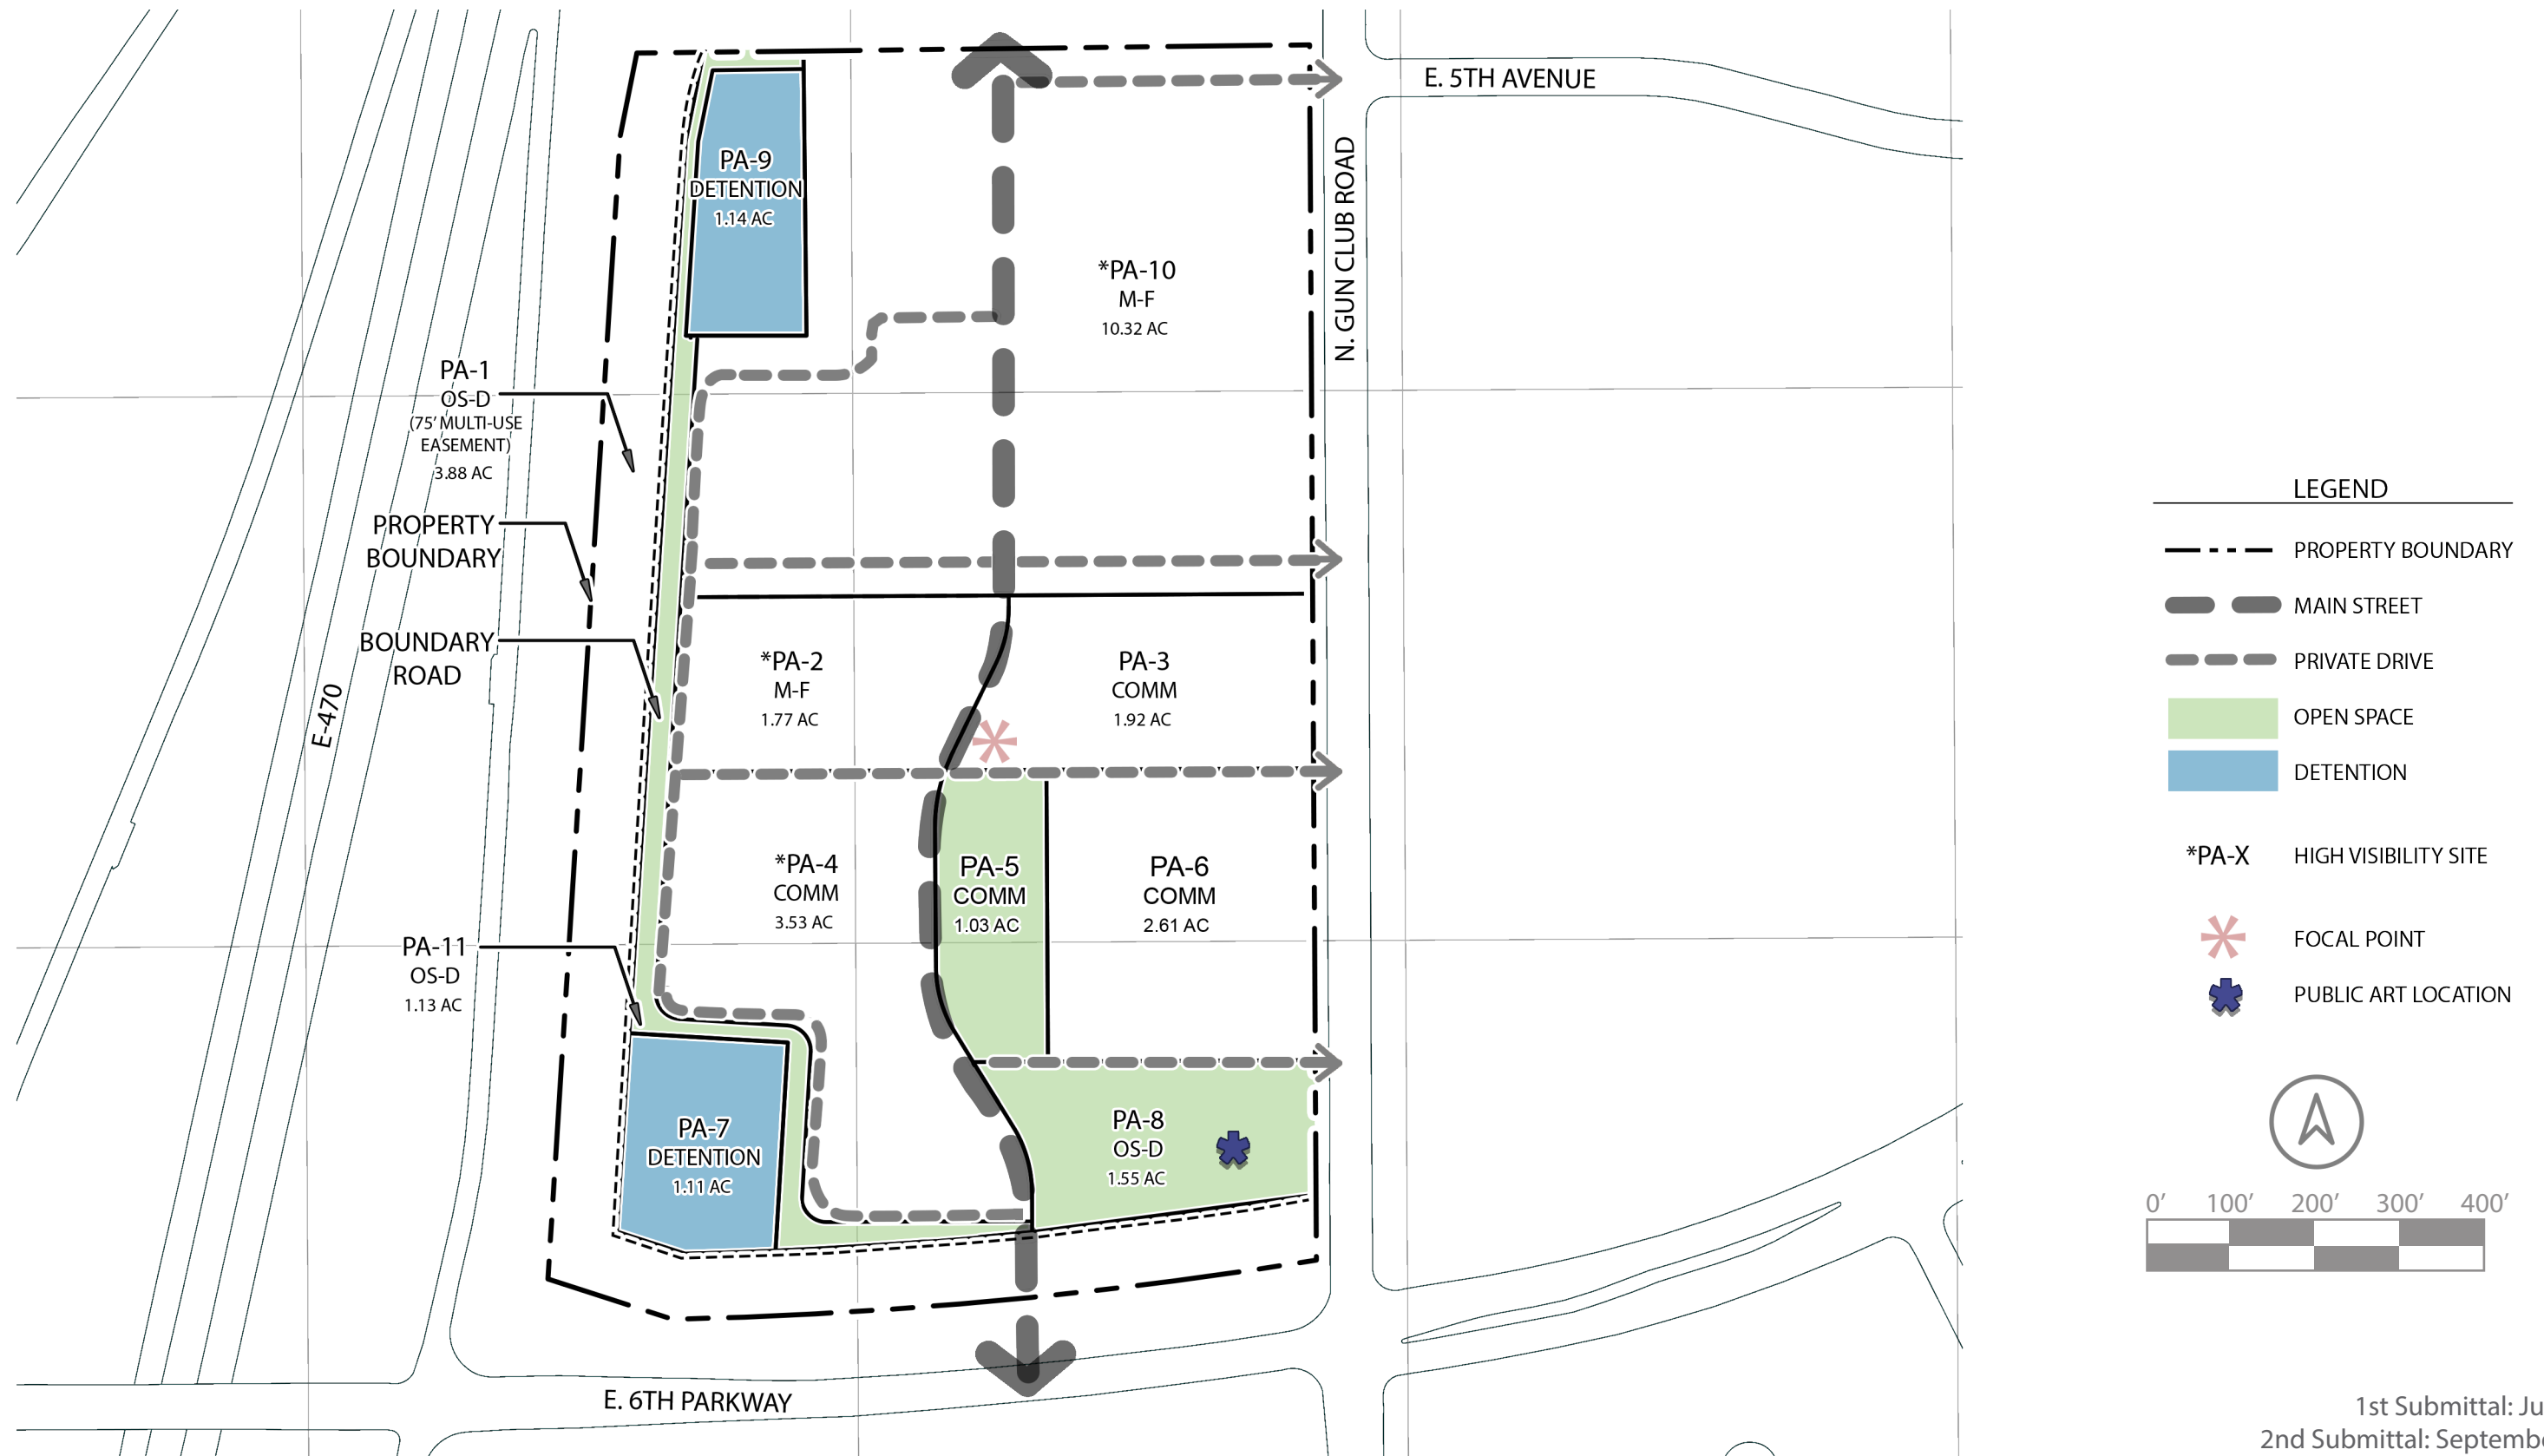 E. 5TH AVENUE
N. GUN CLUB ROAD
PA-9
DETENTION
1.14 AC
*PA-10
M-F
10.32 AC
PA-1
OS-D
(75' MULTI-USE
EASEMENT)
3.88 AC
PROPERTY
BOUNDARY
BOUNDARY
ROAD
E-470
*PA-2
M-F
1.77 AC
PA-3
COMM
1.92 AC
*PA-4
COMM
3.53 AC
PA-5
COMM
1.03 AC
PA-6
COMM
2.61 AC
PA-11
OS-D
1.13 AC
PA-7
DETENTION
1.11 AC
PA-8
OS-D
1.55 AC
E. 6TH PARKWAY
LEGEND
PROPERTY BOUNDARY
MAIN STREET
PRIVATE DRIVE
OPEN SPACE
DETENTION
*PA-X HIGH VISIBILITY SITE
FOCAL POINT
PUBLIC ART LOCATION
0' 100' 200' 300' 400'
1st Submittal: Ju
2nd Submittal: Septembe